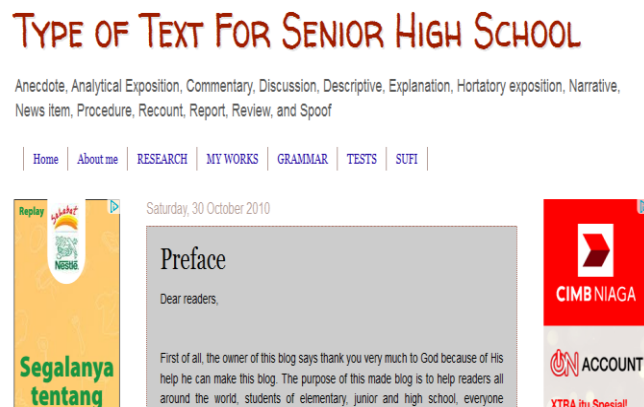 TYPE OF TEXT FOR SENIOR HIGH SCHOOL
Anecdote, Analytical Exposition, Commentary, Discussion, Descriptive, Explanation, Hortatory exposition, Narrative,
News item, Procedure, Recount, Report, Review, and Spoof
Home About me RESEARCH MY WORKS GRAMMAR TESTS SUFI
Replay
Sahabat
Nestlé
Segalanya
tentang
Saturday, 30 October 2010
Preface
Dear readers,
First of all, the owner of this blog says thank you very much to God because of His
help he can make this blog. The purpose of this made blog is to help readers all
around the world, students of elementary, junior and high school, everyone
CIMB NIAGA
ON ACCOUNT
XTRA itu Spesial!